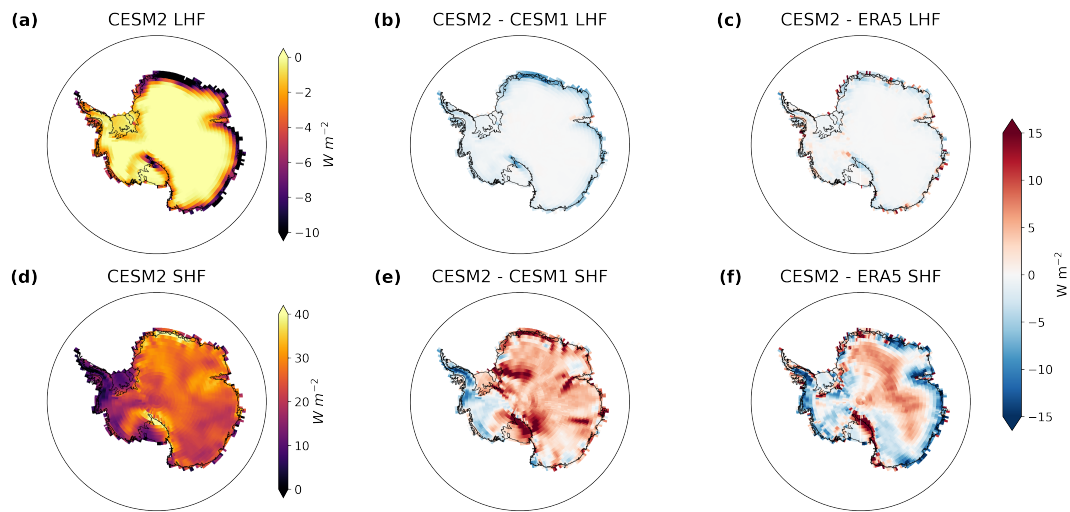 (a) CESM2 LHF
(b) CESM2 - CESM1 LHF
(c) CESM2 - ERA5 LHF
0
−2
−4
−6
−8
−10
W m⁻²
(d) CESM2 SHF
(e) CESM2 - CESM1 SHF
(f) CESM2 - ERA5 SHF
40
30
20
10
0
W m⁻²
15
10
5
0
−5
−10
−15
W m⁻²